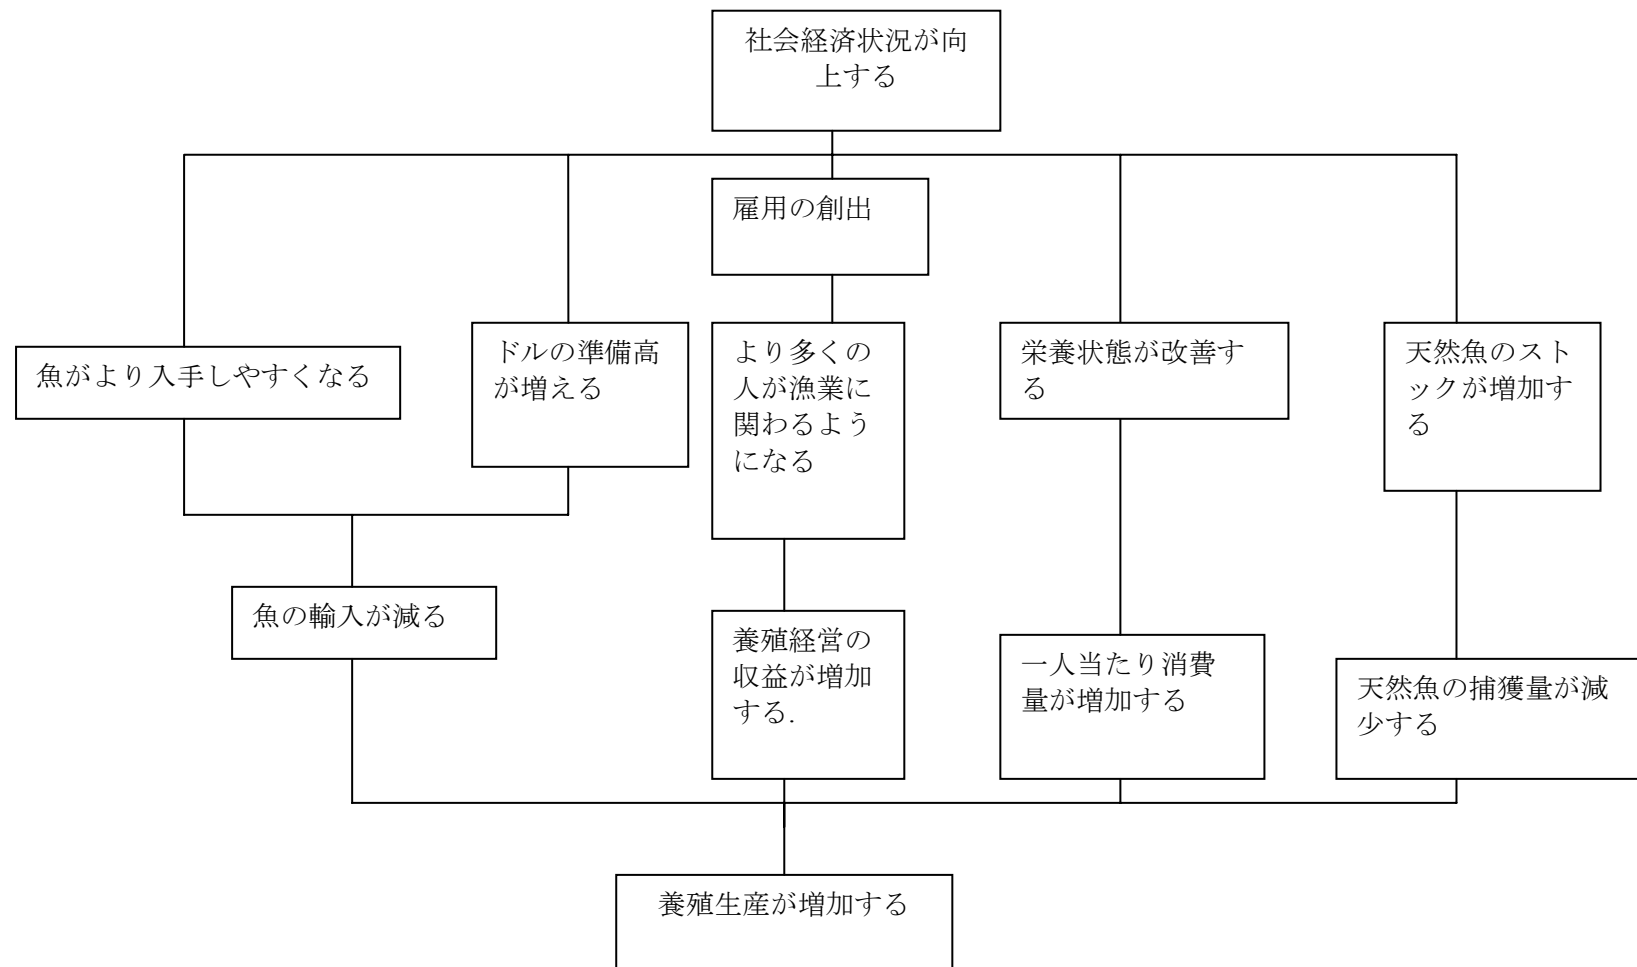 社会経済状況が向
上する
雇用の創出
魚がより入手しやすくなる
ドルの準備高
が増える
より多くの
人が漁業に
関わるよう
になる
栄養状態が改善す
る
天然魚のスト
ックが増加す
る
魚の輸入が減る
養殖経営の
収益が増加
する.
一人当たり消費
量が増加する
天然魚の捕獲量が減
少する
養殖生産が増加する